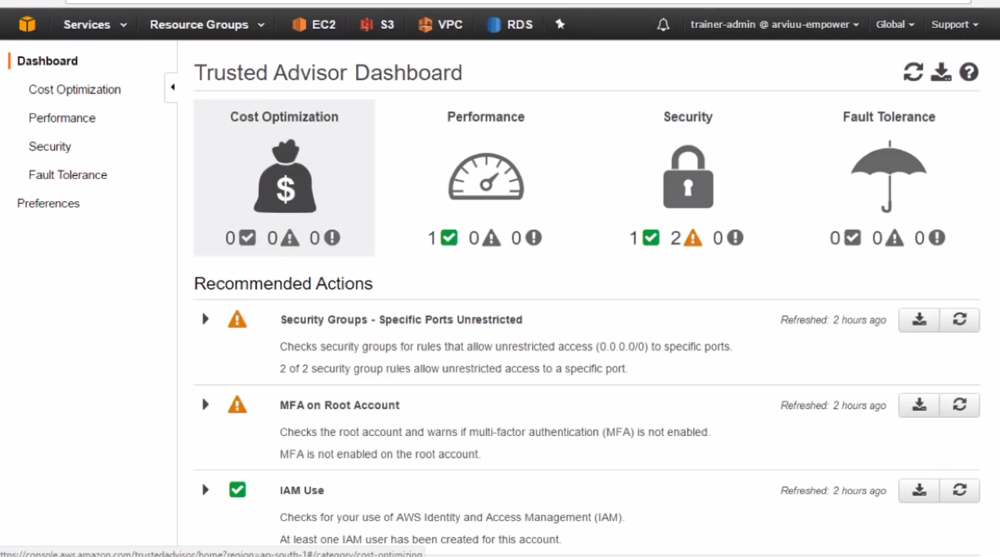 Services Resource Groups EC2 S3 VPC RDS trainer-admin @ arviuu-empower Global Support
Dashboard
Cost Optimization
Performance
Security
Fault Tolerance
Preferences
Trusted Advisor Dashboard
Cost Optimization Performance Security Fault Tolerance
$
0 0 0 1 0 0 1 2 0 0 0 0
Recommended Actions
Security Groups - Specific Ports Unrestricted Refreshed: 2 hours ago
Checks security groups for rules that allow unrestricted access (0.0.0.0/0) to specific ports.
2 of 2 security group rules allow unrestricted access to a specific port.
MFA on Root Account Refreshed: 2 hours ago
Checks the root account and warns if multi-factor authentication (MFA) is not enabled.
MFA is not enabled on the root account.
IAM Use Refreshed: 2 hours ago
Checks for your use of AWS Identity and Access Management (IAM).
At least one IAM user has been created for this account.
ttps://console.aws.amazon.com/trustedadvisor/home?region=ap-south-1#/category/cost-optimizing